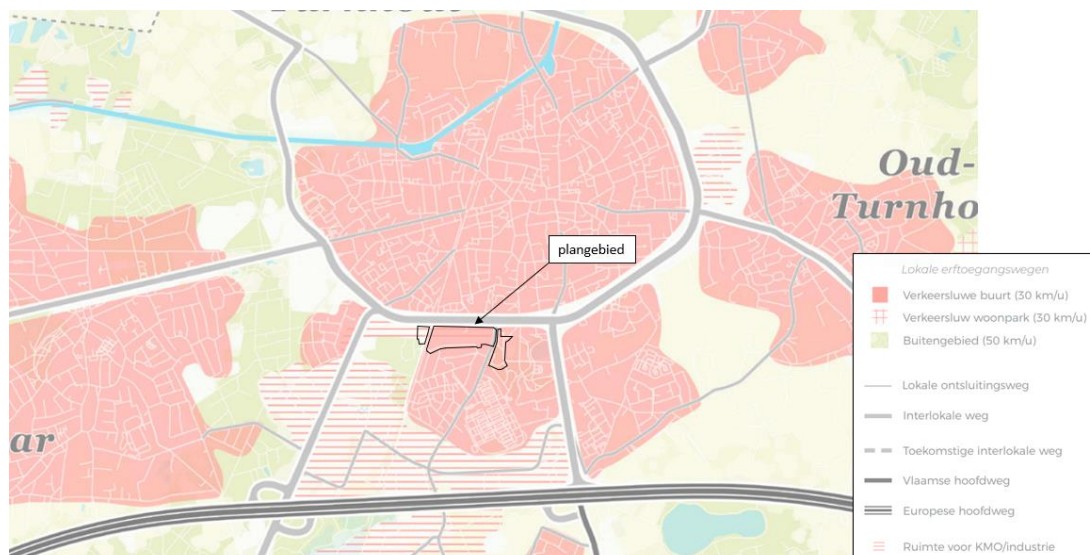 Oud-
Turnho
plangebied
ar
Lokale erftoegangswegen
Verkeersluwe buurt (30 km/u)
Verkeersluw woonpark (30 km/u)
Buitengebied (50 km/u)
Lokale ontsluitingsweg
Interlokale weg
Toekomstige interlokale weg
Vlaamse hoofdweg
Europese hoofdweg
Ruimte voor KMO/industrie